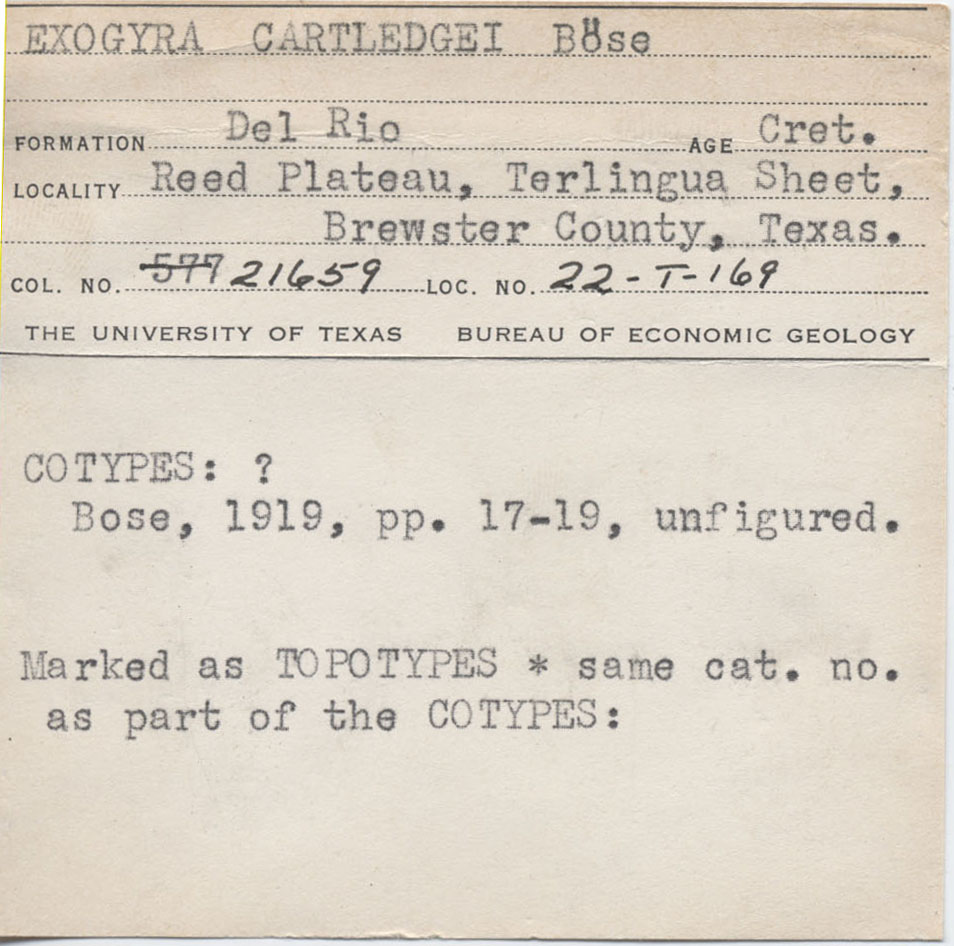 EXOGYRA CARTLEDGEI Böse
FORMATION Del Rio AGE Cret.
LOCALITY Reed Plateau, Terlingua Sheet,
Brewster County, Texas.
COL. NO. 577 21659 LOC. NO. 22-T-169
THE UNIVERSITY OF TEXAS BUREAU OF ECONOMIC GEOLOGY
COTYPES: ?
Bose, 1919, pp. 17-19, unfigured.
Marked as TOPOTYPES * same cat. no.
as part of the COTYPES: